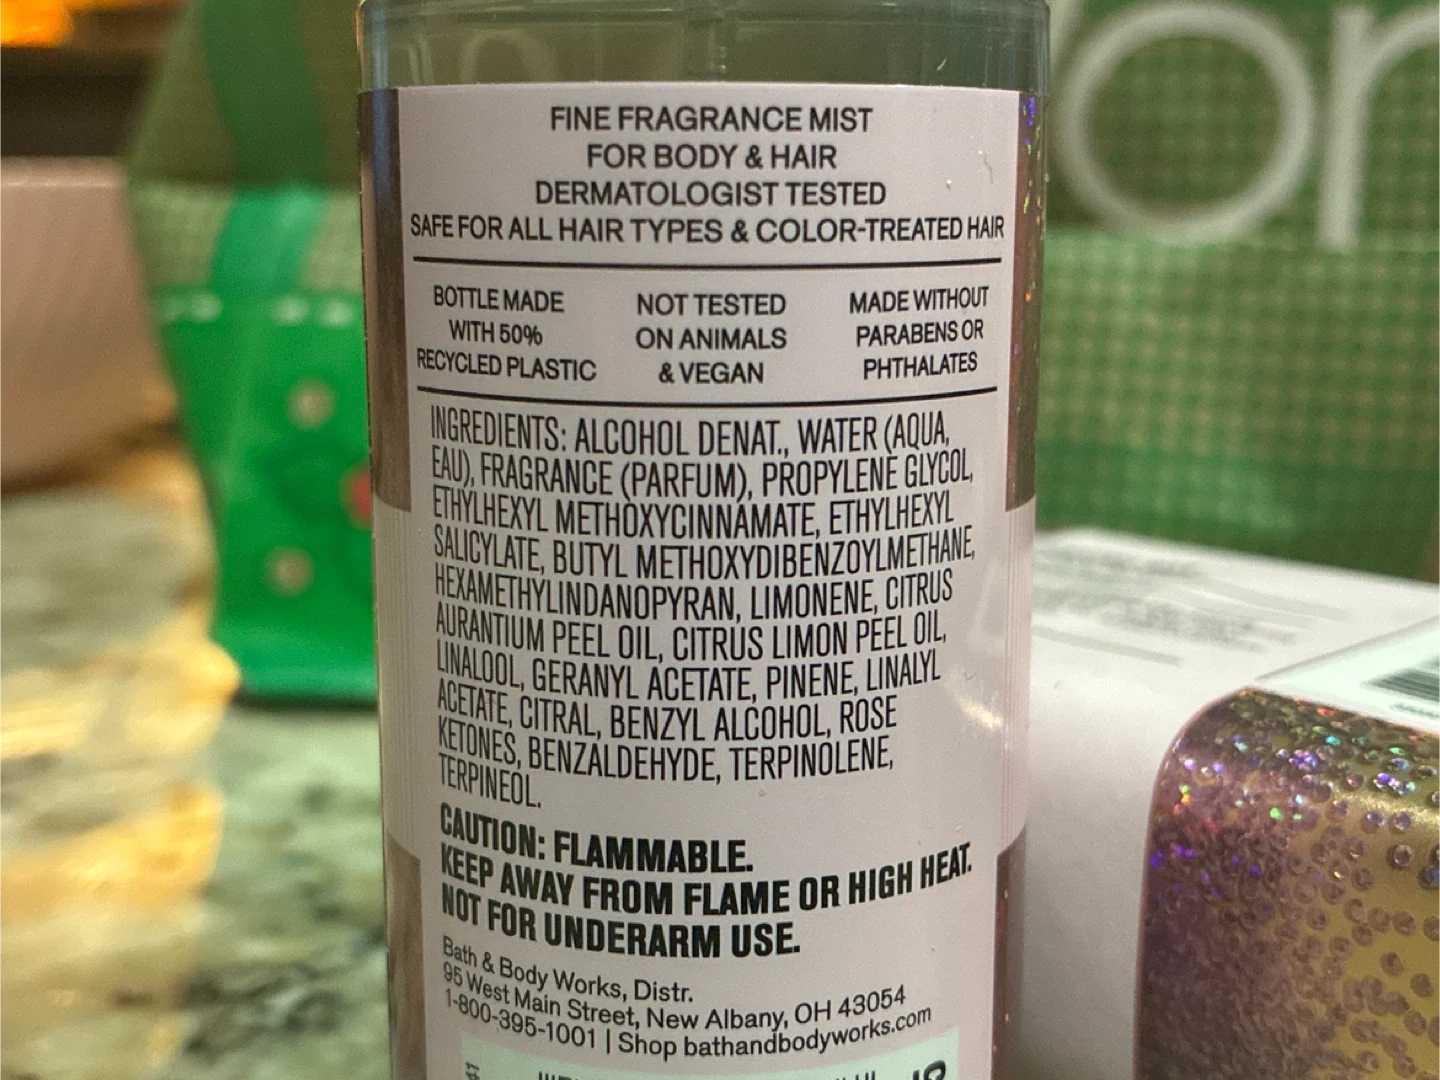 FINE FRAGRANCE MIST
FOR BODY & HAIR
DERMATOLOGIST TESTED
SAFE FOR ALL HAIR TYPES & COLOR-TREATED HAIR
BOTTLE MADE
WITH 50%
RECYCLED PLASTIC
NOT TESTED
ON ANIMALS
& VEGAN
MADE WITHOUT
PARABENS OR
PHTHALATES
INGREDIENTS: ALCOHOL DENAT., WATER (AQUA,
EAU), FRAGRANCE (PARFUM), PROPYLENE GLYCOL,
ETHYLHEXYL METHOXYCINNAMATE, ETHYLHEXYL
SALICYLATE, BUTYL METHOXYDIBENZOYLMETHANE,
HEXAMETHYLINDANOPYRAN, LIMONENE, CITRUS
AURANTIUM PEEL OIL, CITRUS LIMON PEEL OIL,
LINALOOL, GERANYL ACETATE, PINENE, LINALYL
ACETATE, CITRAL, BENZYL ALCOHOL, ROSE
KETONES, BENZALDEHYDE, TERPINOLENE,
TERPINEOL.
CAUTION: FLAMMABLE.
KEEP AWAY FROM FLAME OR HIGH HEAT.
NOT FOR UNDERARM USE.
Bath & Body Works, Distr.
95 West Main Street, New Albany, OH 43054
1-800-395-1001 | Shop bathandbodyworks.com
or